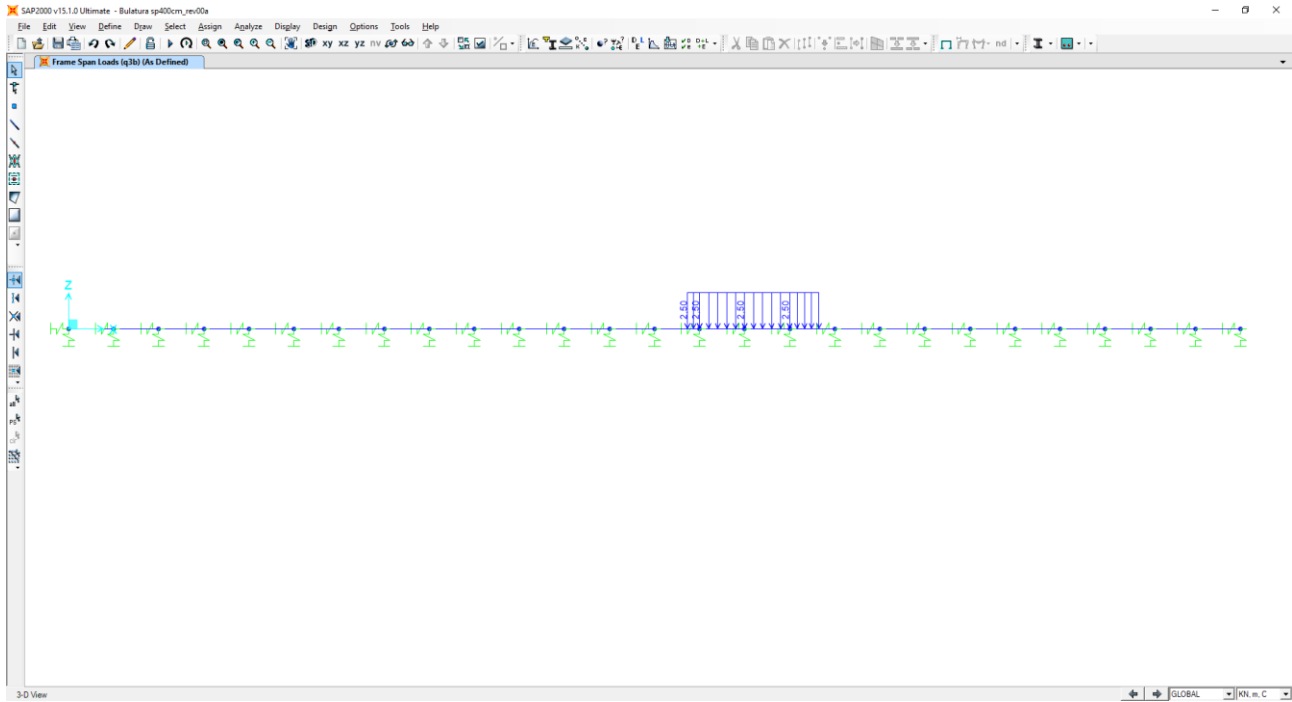 SAP2000 v15.1.0 Ultimate - Bulatura sp400cm_rev00a
File Edit View Define Draw Select Assign Analyze Display Design Options Tools Help
xy xz yz nv nd
Frame Span Loads (q3b) (As Defined)
Z
2.50 2.50 2.50 2.50
3-D View
GLOBAL
KN, m, C